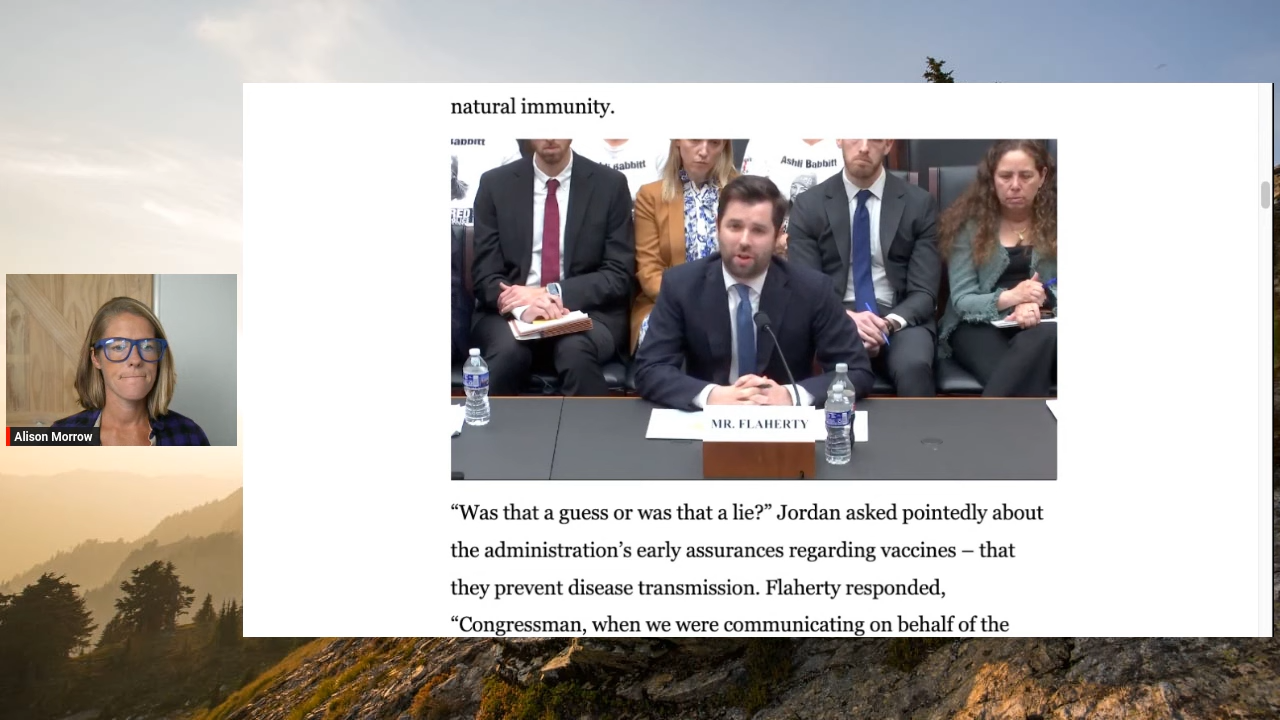 natural immunity.
Babbitt
Babbitt
Ashli Babbitt
MR. FLAHERTY
Alison Morrow
“Was that a guess or was that a lie?” Jordan asked pointedly about
the administration’s early assurances regarding vaccines – that
they prevent disease transmission. Flaherty responded,
“Congressman, when we were communicating on behalf of the